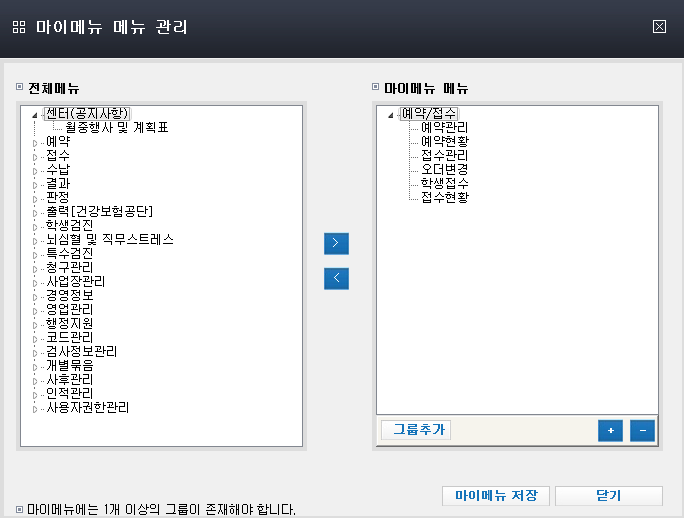 마이메뉴 메뉴 관리
전체메뉴
센터(공지사항)
월중행사 및 계획표
예약
접수
수납
결과
판정
출력[건강보험공단]
학생검진
뇌심혈 및 직무스트레스
특수검진
청구관리
사업장관리
경영정보
영업관리
행정지원
코드관리
검사정보관리
개별묶음
사후관리
인적관리
사용자권한관리
>
<
마이메뉴 메뉴
예약/접수
예약관리
예약현황
접수관리
오더변경
학생접수
접수현황
그룹추가 + -
마이메뉴 저장 닫기
마이메뉴에는 1개 이상의 그룹이 존재해야 합니다.